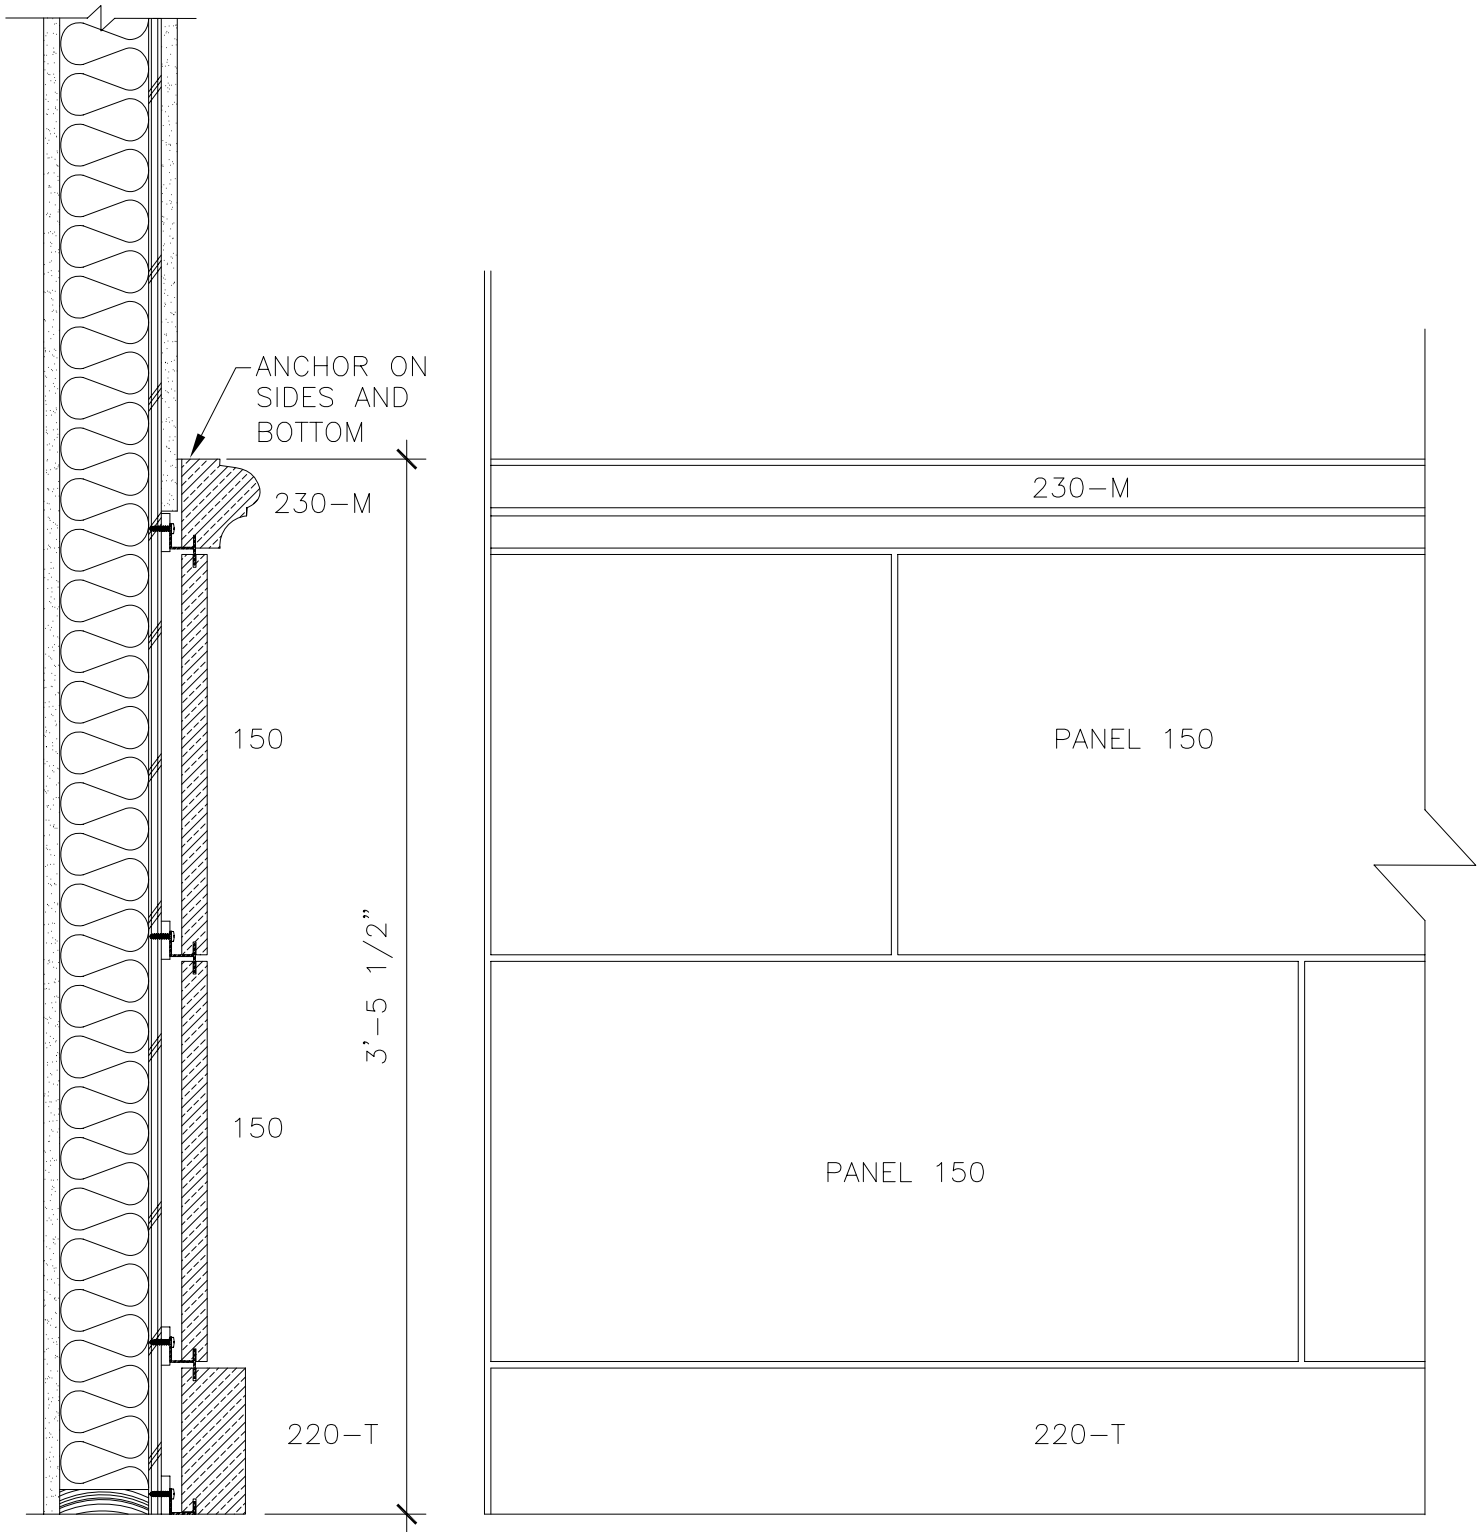 ANCHOR ON
SIDES AND
BOTTOM
230-M
230-M
150
PANEL 150
3'-5 1/2"
150
PANEL 150
220-T
220-T